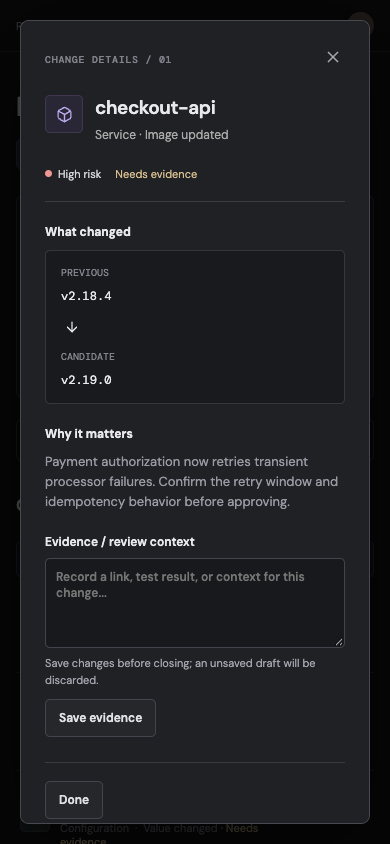 CHANGE DETAILS / 01
checkout-api
Service · Image updated
High risk Needs evidence
What changed
PREVIOUS
v2.18.4
CANDIDATE
v2.19.0
Why it matters
Payment authorization now retries transient
processor failures. Confirm the retry window and
idempotency behavior before approving.
Evidence / review context
Record a link, test result, or context for this
change...
Save changes before closing; an unsaved draft will be
discarded.
Save evidence
Done
Configuration · Value changed · Needs
evidence